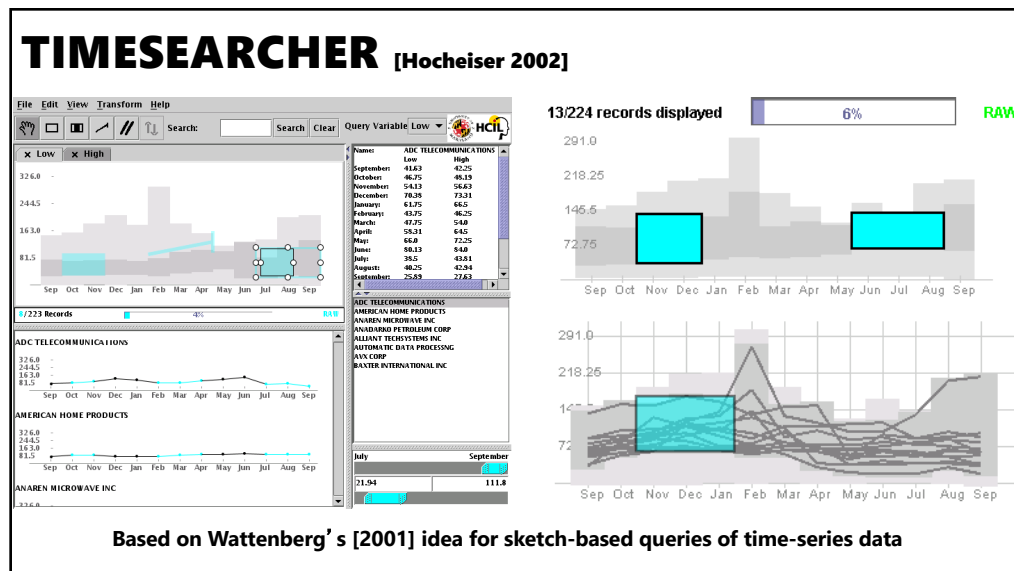 TIMESEARCHER [Hocheiser 2002]
File Edit View Transform Help
Search: Search Clear Query Variable Low HCIL
x Low x High
326.0
244.5
163.0
81.5
Sep Oct Nov Dec Jan Feb Mar Apr May Jun Jul Aug Sep
8/223 Records 4% RAW
ADC TELECOMMUNICATIONS
326.0
244.5
163.0
81.5
Sep Oct Nov Dec Jan Feb Mar Apr May Jun Jul Aug Sep
AMERICAN HOME PRODUCTS
326.0
244.5
163.0
81.5
Sep Oct Nov Dec Jan Feb Mar Apr May Jun Jul Aug Sep
ANAREN MICROWAVE INC
326.0
Name: ADC TELECOMMUNICATIONS
Low High
September: 41.63 42.25
October: 46.75 48.19
November: 54.13 56.63
December: 70.38 73.31
January: 61.75 66.5
February: 43.75 46.25
March: 47.75 54.0
April: 58.31 64.5
May: 66.0 72.25
June: 80.13 84.0
July: 38.5 43.81
August: 40.25 42.94
September: 25.89 27.63
ADC TELECOMMUNICATIONS
AMERICAN HOME PRODUCTS
ANAREN MICROWAVE INC
ANADARKO PETROLEUM CORP
ALLIANT TECHSYSTEMS INC
AUTOMATIC DATA PROCESSNG
AVX CORP
BAXTER INTERNATIONAL INC
July September
21.94 111.8
13/224 records displayed 6% RAW
291.0
218.25
145.5
72.75
Sep Oct Nov Dec Jan Feb Mar Apr May Jun Jul Aug Sep
291.0
218.25
Sep Oct Nov Dec Jan Feb Mar Apr May Jun Jul Aug Sep
Based on Wattenberg's [2001] idea for sketch-based queries of time-series data